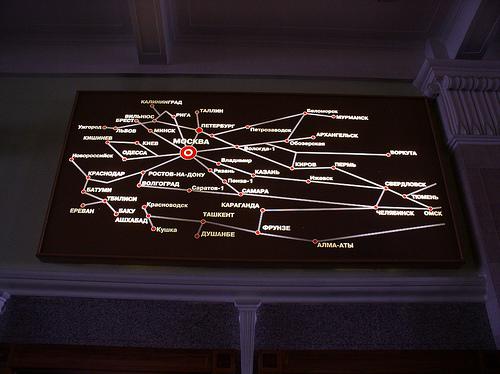 КАЛИНИНГРАД
РИГА
ТАЛЛИН
Беломорск
МУРМАНСК
ВИЛЬНЮС
БРЕСТ
МИНСК
ПЕТЕРБУРГ
Петрозаводск
Ужгород
ЛЬВОВ
АРХАНГЕЛЬСК
Обозерская
КИШИНЕВ
КИЕВ
МОСКВА
Вологда-1
ОДЕССА
ВОРКУТА
Новороссийск
Владимир
Рязань
КАЗАНЬ
КИРОВ
ПЕРМЬ
КРАСНОДАР
РОСТОВ-НА-ДОНУ
Пенза-1
Ижевск
ВОЛГОГРАД
Саратов-1
САМАРА
СВЕРДЛОВСК
БАТУМИ
ТБИЛИСИ
ТЮМЕНЬ
ЕРЕВАН
БАКУ
Красноводск
КАРАГАНДА
ЧЕЛЯБИНСК
ОМСК
АШХАБАД
ТАШКЕНТ
Кушка
ДУШАНБЕ
ФРУНЗЕ
АЛМА-АТЫ